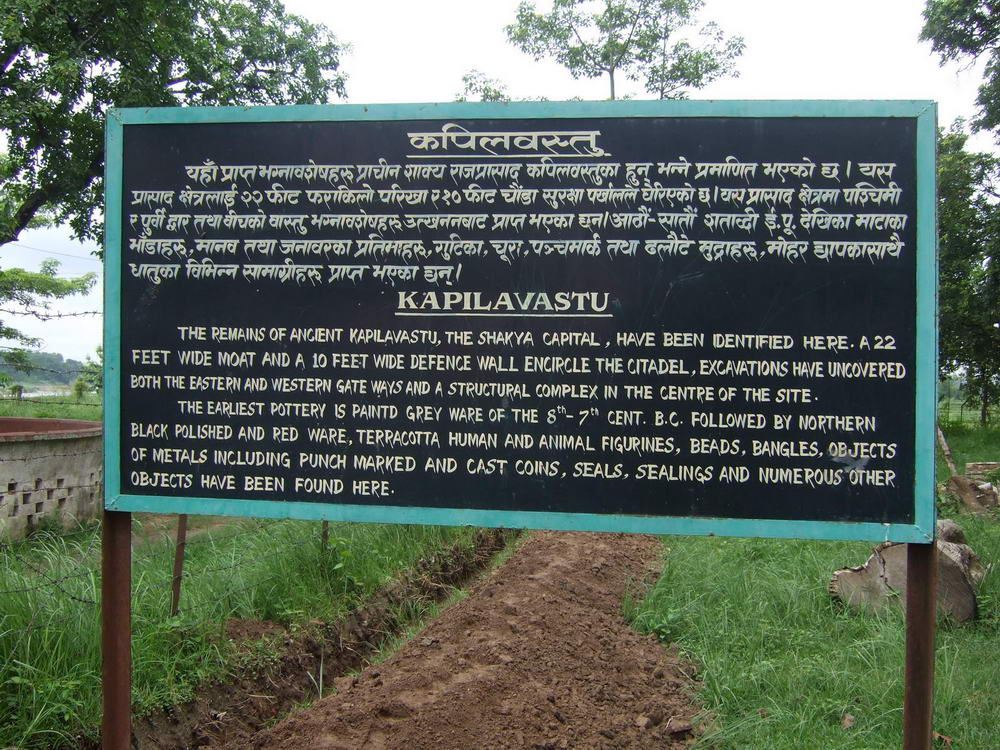 कपिलवस्तु
यहाँ प्राप्त भग्नावशेषहरू प्राचीन शाक्य राजप्रासाद कपिलवस्तुका हुन् भन्ने प्रमाणित भएको छ। यस
प्रासाद क्षेत्रलाई २२ फीट फराकिलो परिखा र १० फीट चौडा सुरक्षा पर्खालले घेरिएको छ। यस प्रासाद क्षेत्रमा पश्चिमी
र पूर्वी द्वार तथा बीचको वास्तु भग्नावशेषहरू उत्खननबाट प्राप्त भएका छन्। आठौं-सातौं शताब्दी ई.पू. देखिका माटाका
भाँडाहरू, मानव तथा जनावरका प्रतिमाहरू, गुटिका, चूरा, पञ्चमार्क तथा ढलौटे मुद्राहरू, मोहर छापकासाथै
धातुका विभिन्न सामाग्रीहरू प्राप्त भएका छन्।
KAPILAVASTU
THE REMAINS OF ANCIENT KAPILAVASTU, THE SHAKYA CAPITAL, HAVE BEEN IDENTIFIED HERE. A 22
FEET WIDE MOAT AND A 10 FEET WIDE DEFENCE WALL ENCIRCLE THE CITADEL, EXCAVATIONS HAVE UNCOVERED
BOTH THE EASTERN AND WESTERN GATE WAYS AND A STRUCTURAL COMPLEX IN THE CENTRE OF THE SITE.
THE EARLIEST POTTERY IS PAINTD GREY WARE OF THE 8th-7th CENT. B.C. FOLLOWED BY NORTHERN
BLACK POLISHED AND RED WARE, TERRACOTTA HUMAN AND ANIMAL FIGURINES, BEADS, BANGLES, OBJECTS
OF METALS INCLUDING PUNCH MARKED AND CAST COINS, SEALS, SEALINGS AND NUMEROUS OTHER
OBJECTS HAVE BEEN FOUND HERE.